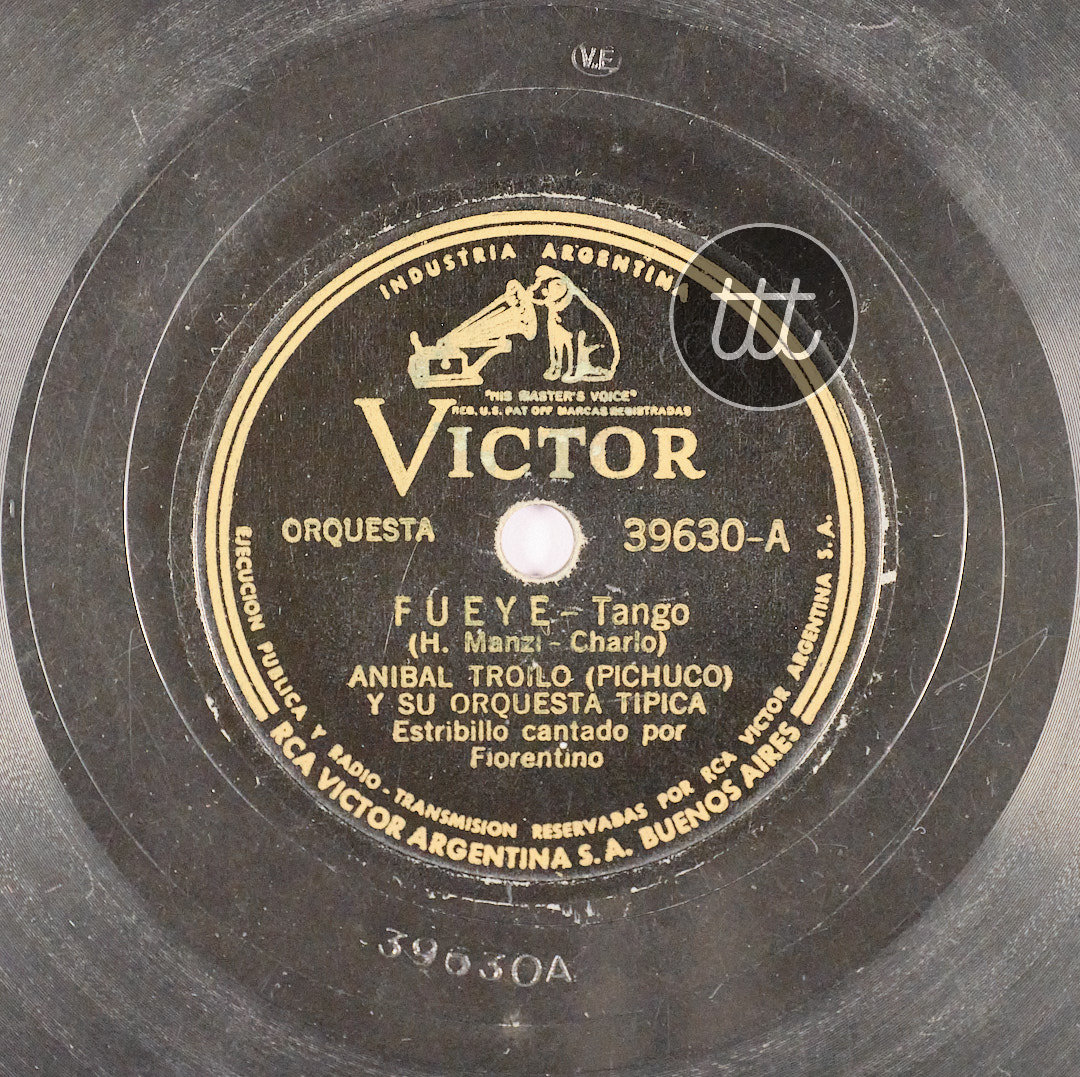 VE
INDUSTRIA ARGENTINA
ttt
"HIS MASTER'S VOICE"
REG. U.S. PAT OFF MARCAS REGISTRADAS
VICTOR
ORQUESTA
39630-A
FUEYE - Tango
(H. Manzi - Charlo)
ANIBAL TROILO (PICHUCO)
Y SU ORQUESTA TIPICA
Estribillo cantado por
Fiorentino
EJECUCION PUBLICA Y RADIO-TRANSMISION RESERVADAS POR RCA VICTOR ARGENTINA S. A.
RCA VICTOR ARGENTINA S. A. BUENOS AIRES
39630A